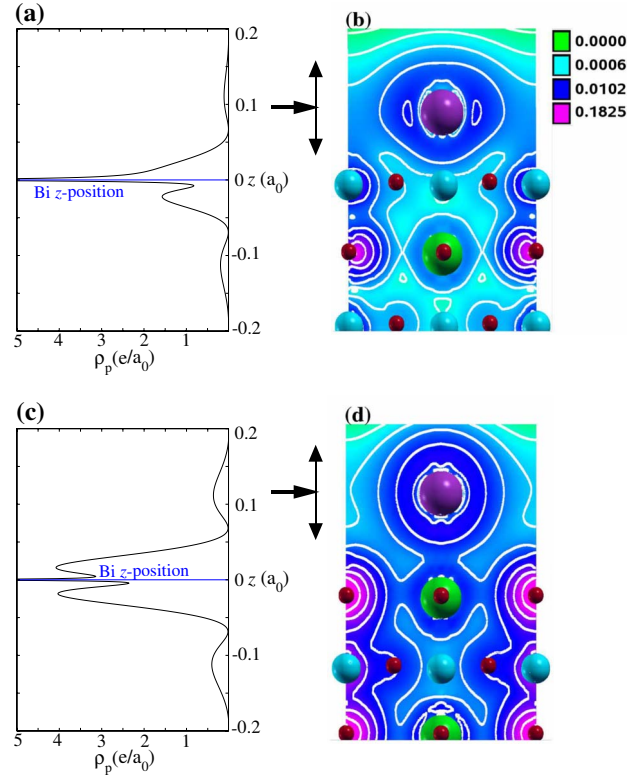 (a)
0.2
0.1
0 z (a0)
Bi z-position
-0.1
-0.2
5 4 3 2 1
ρp(e/a0)
(b)
0.0000
0.0006
0.0102
0.1825
(c)
0.2
0.1
Bi z-position
0 z (a0)
-0.1
-0.2
5 4 3 2 1
ρp(e/a0)
(d)